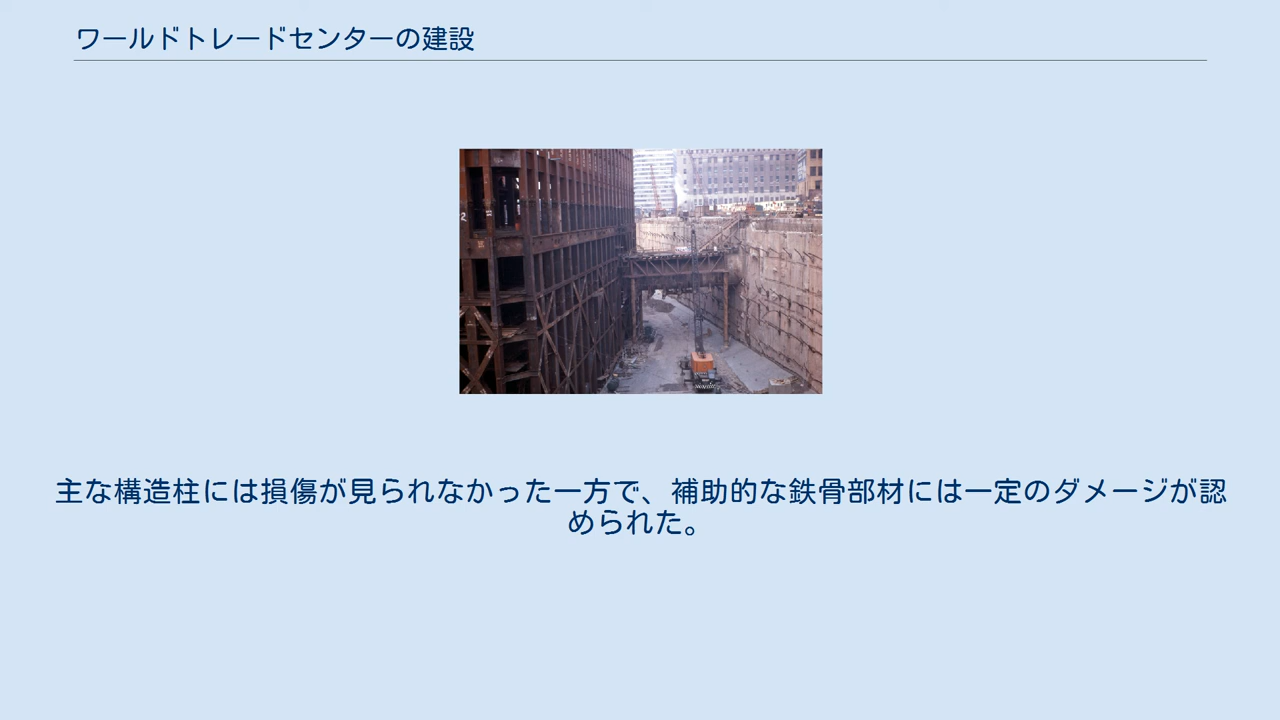 ワールドトレードセンターの建設
主な構造柱には損傷が見られなかった一方で、補助的な鉄骨部材には一定のダメージが認
められた。